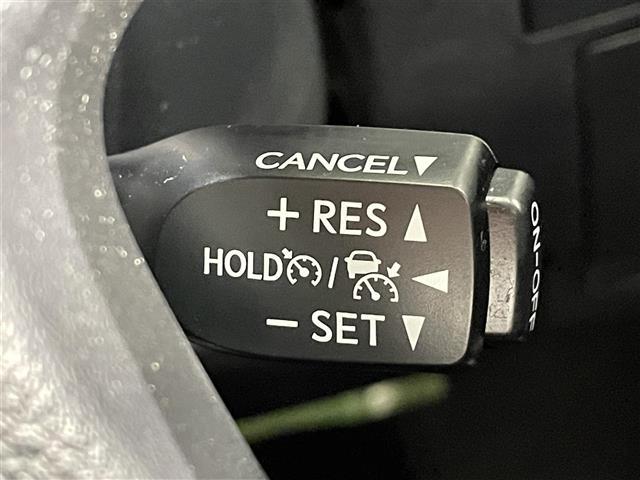 CANCEL▼
+ RES ▲
HOLD / ◀
− SET ▼
ON-OFF